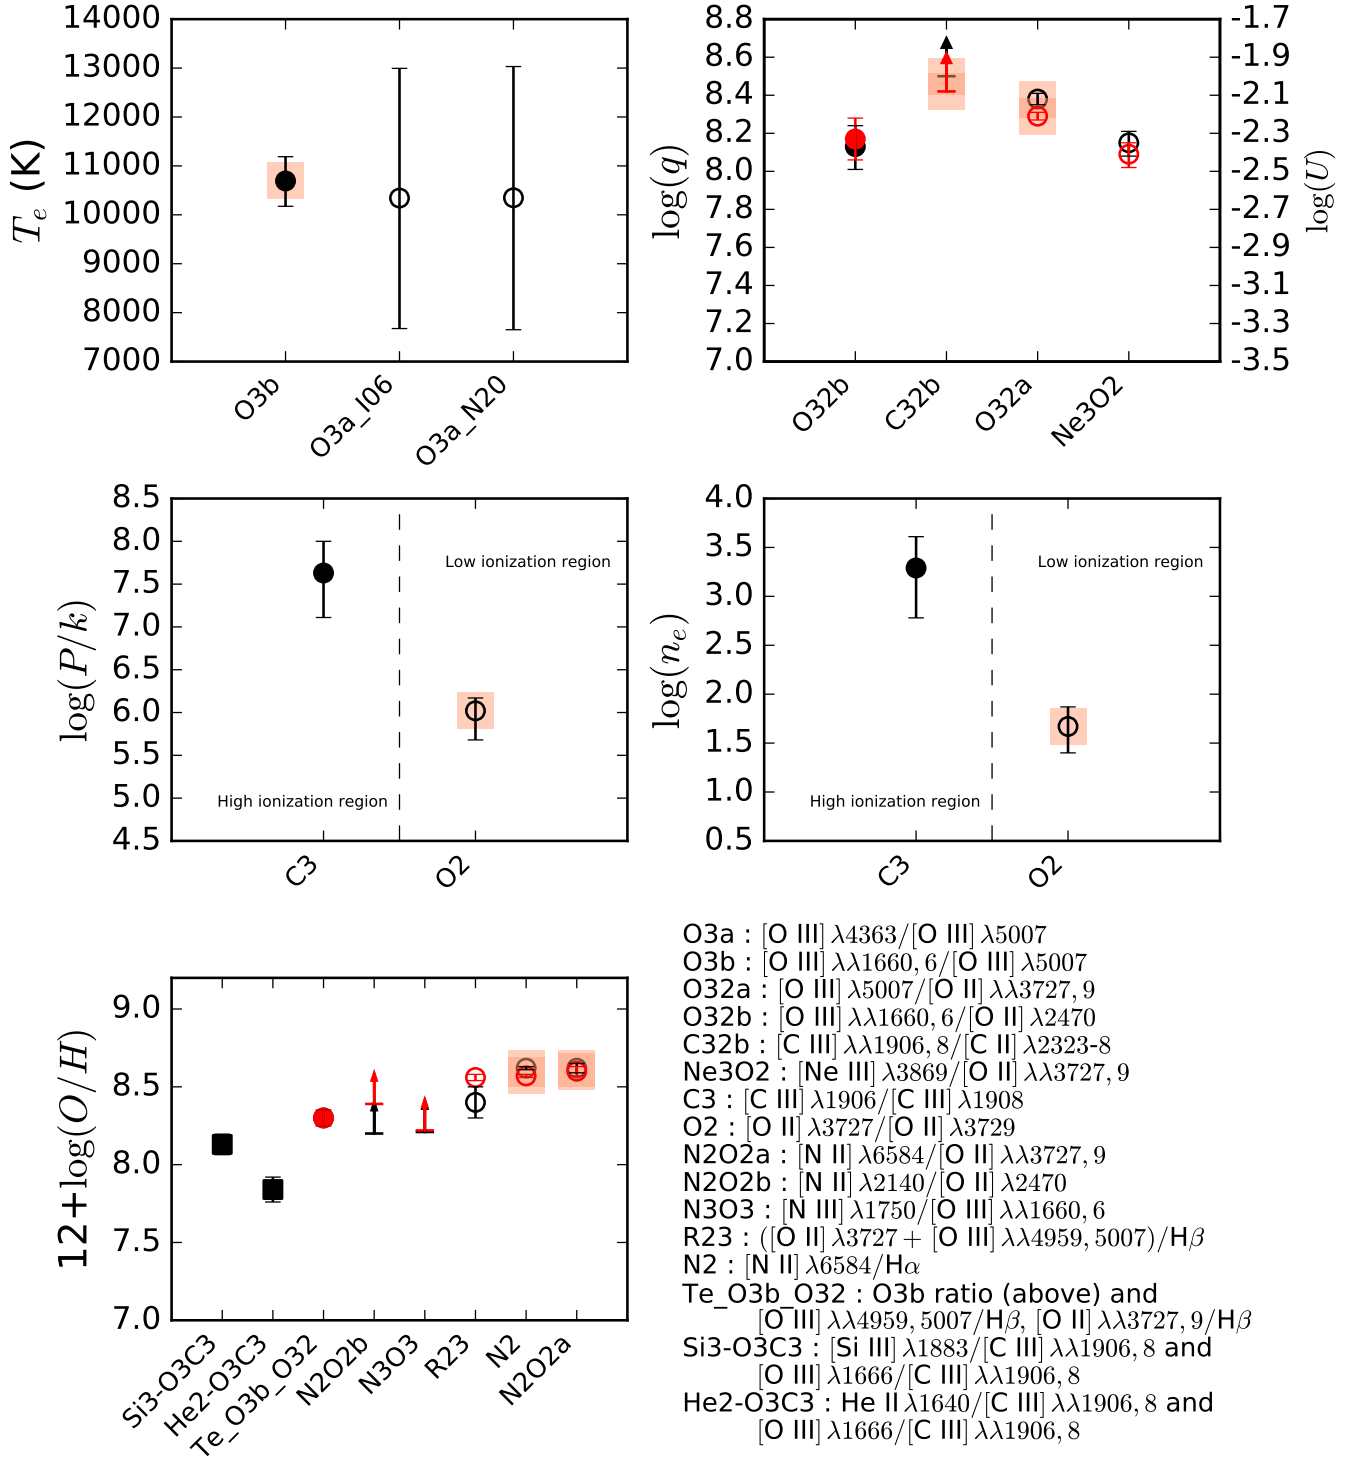 14000
13000
12000
11000
10000
9000
8000
7000
T_e (K)
O3b
O3a_I06
O3a_N20
8.8
8.6
8.4
8.2
8.0
7.8
7.6
7.4
7.2
7.0
log(q)
-1.7
-1.9
-2.1
-2.3
-2.5
-2.7
-2.9
-3.1
-3.3
-3.5
log(U)
O32b
C32b
O32a
Ne3O2
8.5
8.0
7.5
7.0
6.5
6.0
5.5
5.0
4.5
log(P/k)
Low ionization region
High ionization region
C3
O2
4.0
3.5
3.0
2.5
2.0
1.5
1.0
0.5
log(n_e)
Low ionization region
High ionization region
C3
O2
9.0
8.5
8.0
7.5
7.0
12+log(O/H)
Si3-O3C3
He2-O3C3
Te_O3b_O32
N2O2b
N3O3
R23
N2
N2O2a
O3a : [O III] λ4363/[O III] λ5007
O3b : [O III] λλ1660, 6/[O III] λ5007
O32a : [O III] λ5007/[O II] λλ3727, 9
O32b : [O III] λλ1660, 6/[O II] λ2470
C32b : [C III] λλ1906, 8/[C II] λ2323-8
Ne3O2 : [Ne III] λ3869/[O II] λλ3727, 9
C3 : [C III] λ1906/[C III] λ1908
O2 : [O II] λ3727/[O II] λ3729
N2O2a : [N II] λ6584/[O II] λλ3727, 9
N2O2b : [N II] λ2140/[O II] λ2470
N3O3 : [N III] λ1750/[O III] λλ1660, 6
R23 : ([O II] λ3727 + [O III] λλ4959, 5007)/Hβ
N2 : [N II] λ6584/Hα
Te_O3b_O32 : O3b ratio (above) and
[O III] λλ4959, 5007/Hβ, [O II] λλ3727, 9/Hβ
Si3-O3C3 : [Si III] λ1883/[C III] λλ1906, 8 and
[O III] λ1666/[C III] λλ1906, 8
He2-O3C3 : He II λ1640/[C III] λλ1906, 8 and
[O III] λ1666/[C III] λλ1906, 8